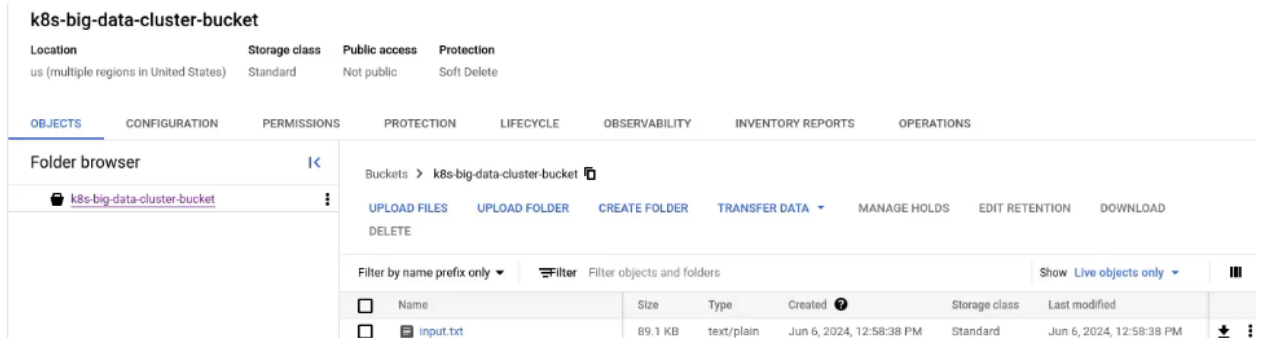 k8s-big-data-cluster-bucket
Location Storage class Public access Protection
us (multiple regions in United States) Standard Not public Soft Delete
OBJECTS CONFIGURATION PERMISSIONS PROTECTION LIFECYCLE OBSERVABILITY INVENTORY REPORTS OPERATIONS
Folder browser
k8s-big-data-cluster-bucket
Buckets > k8s-big-data-cluster-bucket
UPLOAD FILES UPLOAD FOLDER CREATE FOLDER TRANSFER DATA MANAGE HOLDS EDIT RETENTION DOWNLOAD
DELETE
Filter by name prefix only Filter Filter objects and folders Show Live objects only
Name Size Type Created Storage class Last modified
input.txt 89.1 KB text/plain Jun 6, 2024, 12:58:38 PM Standard Jun 6, 2024, 12:58:38 PM